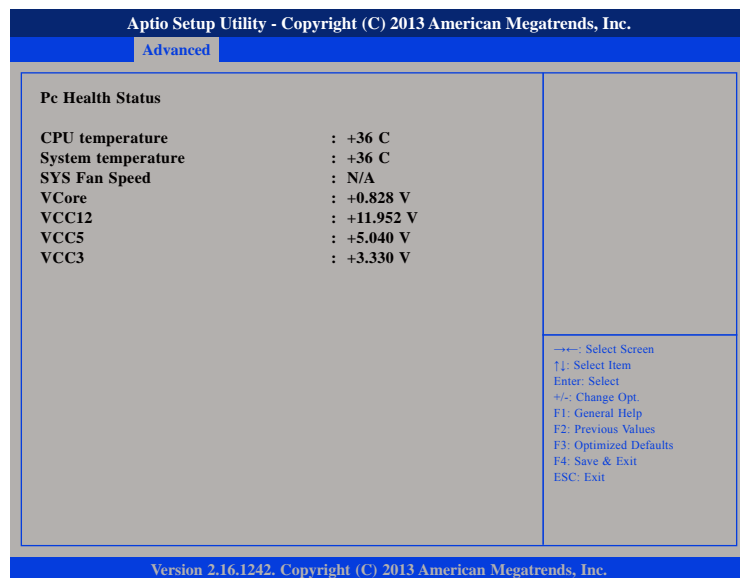 Aptio Setup Utility - Copyright (C) 2013 American Megatrends, Inc.
Advanced
Pc Health Status
CPU temperature : +36 C
System temperature : +36 C
SYS Fan Speed : N/A
VCore : +0.828 V
VCC12 : +11.952 V
VCC5 : +5.040 V
VCC3 : +3.330 V
→←: Select Screen
↑↓: Select Item
Enter: Select
+/-: Change Opt.
F1: General Help
F2: Previous Values
F3: Optimized Defaults
F4: Save & Exit
ESC: Exit
Version 2.16.1242. Copyright (C) 2013 American Megatrends, Inc.